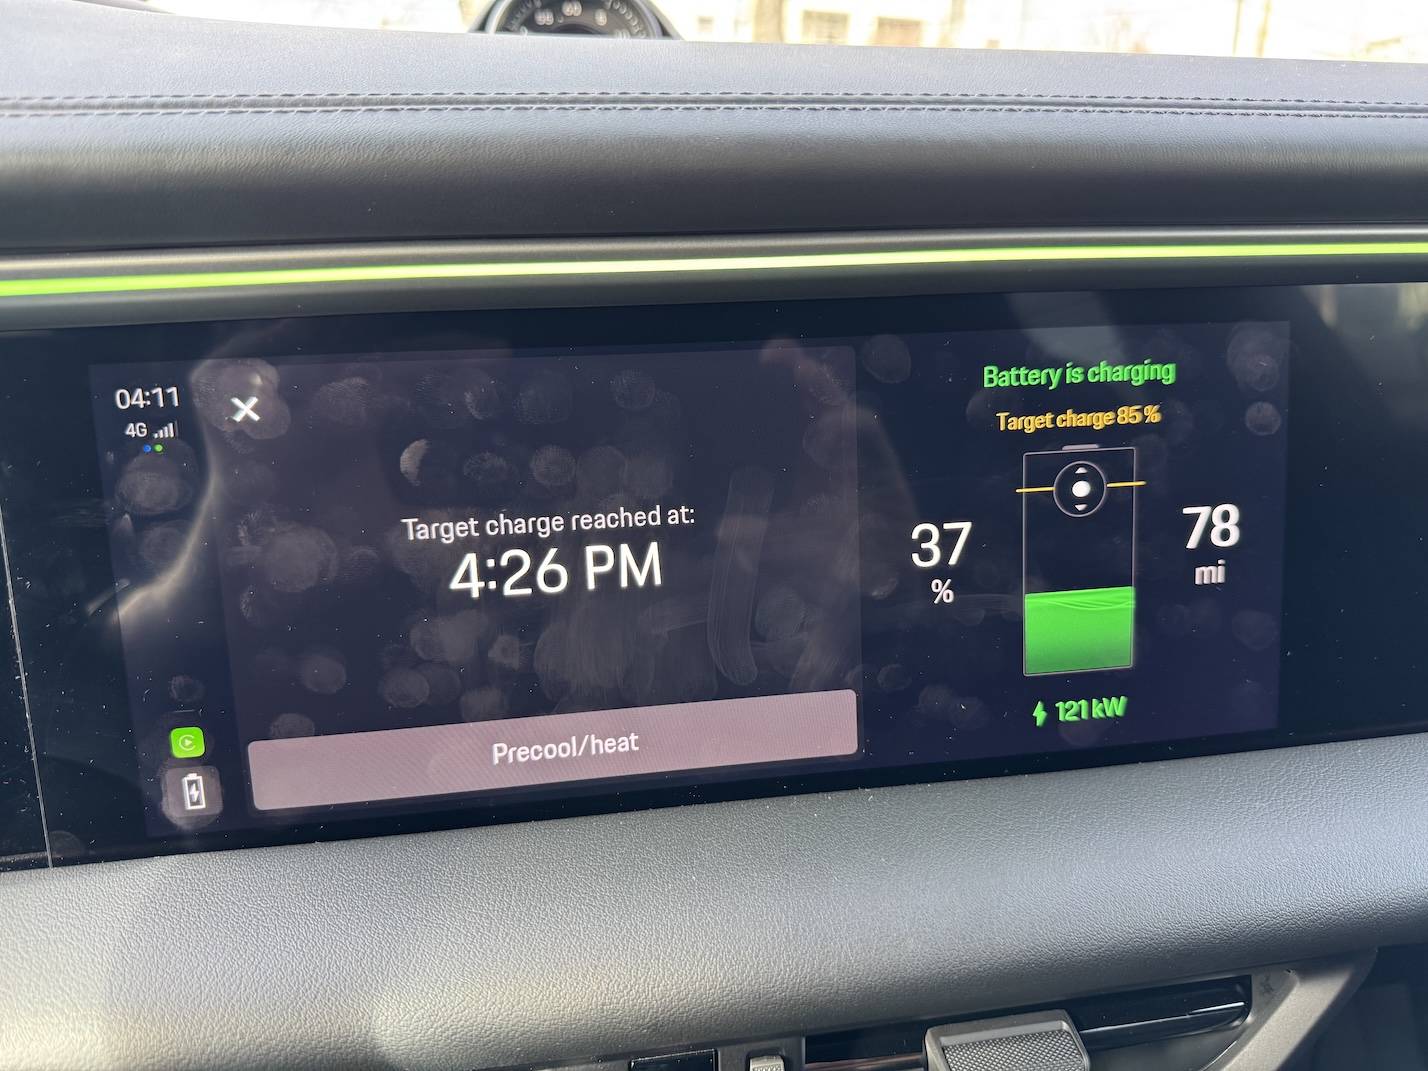 04:11
4G
Target charge reached at:
4:26 PM
Precool/heat
Battery is charging
Target charge 85%
37
%
78
mi
121 kW